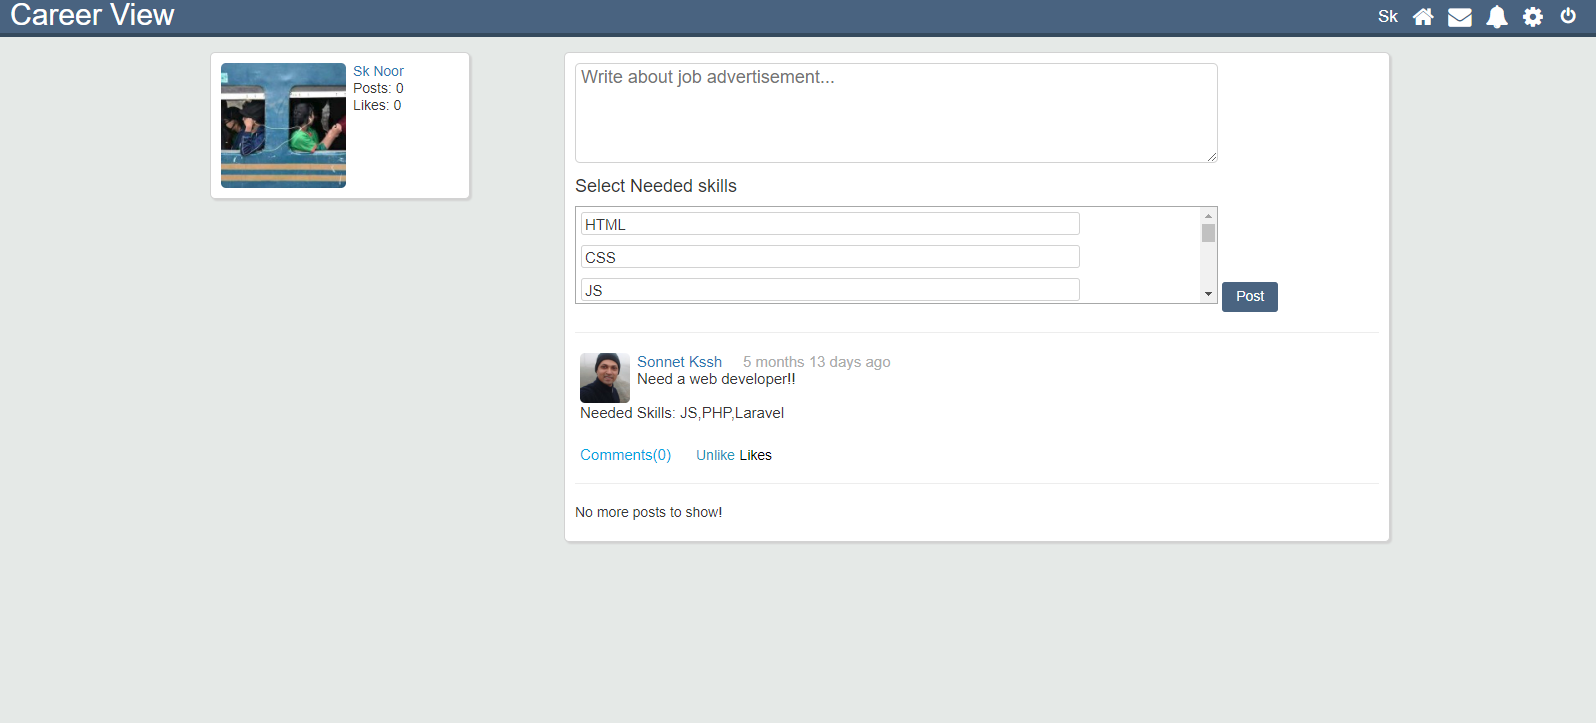 Career View
Sk
Sk Noor
Posts: 0
Likes: 0
Write about job advertisement...
Select Needed skills
HTML
CSS
JS
Post
Sonnet Kssh 5 months 13 days ago
Need a web developer!!
Needed Skills: JS,PHP,Laravel
Comments(0) Unlike Likes
No more posts to show!